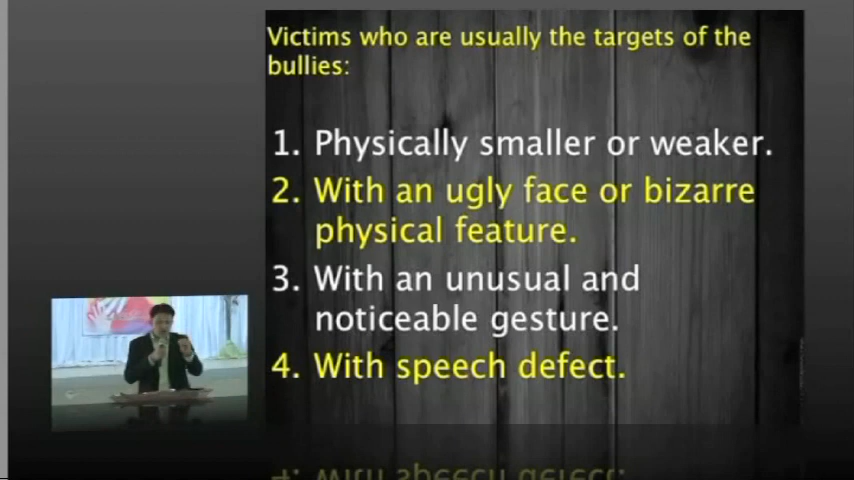 Victims who are usually the targets of the
bullies:
1. Physically smaller or weaker.
2. With an ugly face or bizarre
physical feature.
3. With an unusual and
noticeable gesture.
4. With speech defect.